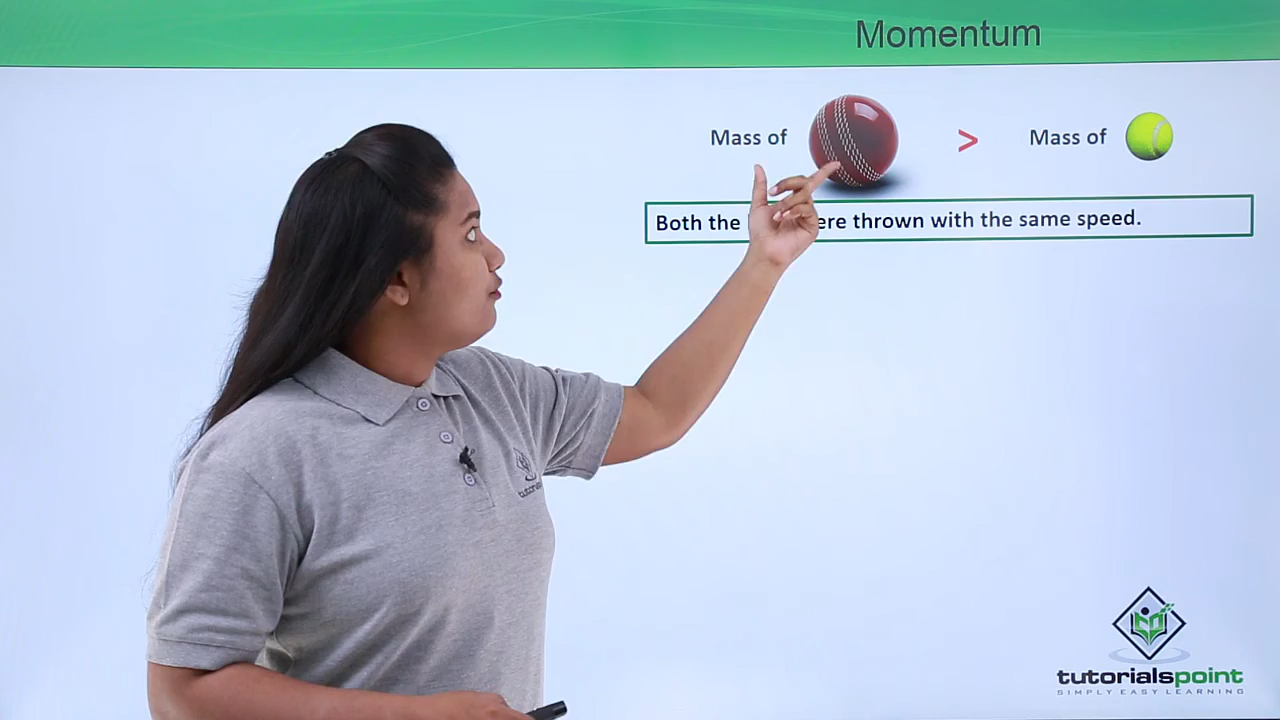 Momentum
Mass of > Mass of
Both the ere thrown with the same speed.
tutorialspoint
SIMPLY EASY LEARNING